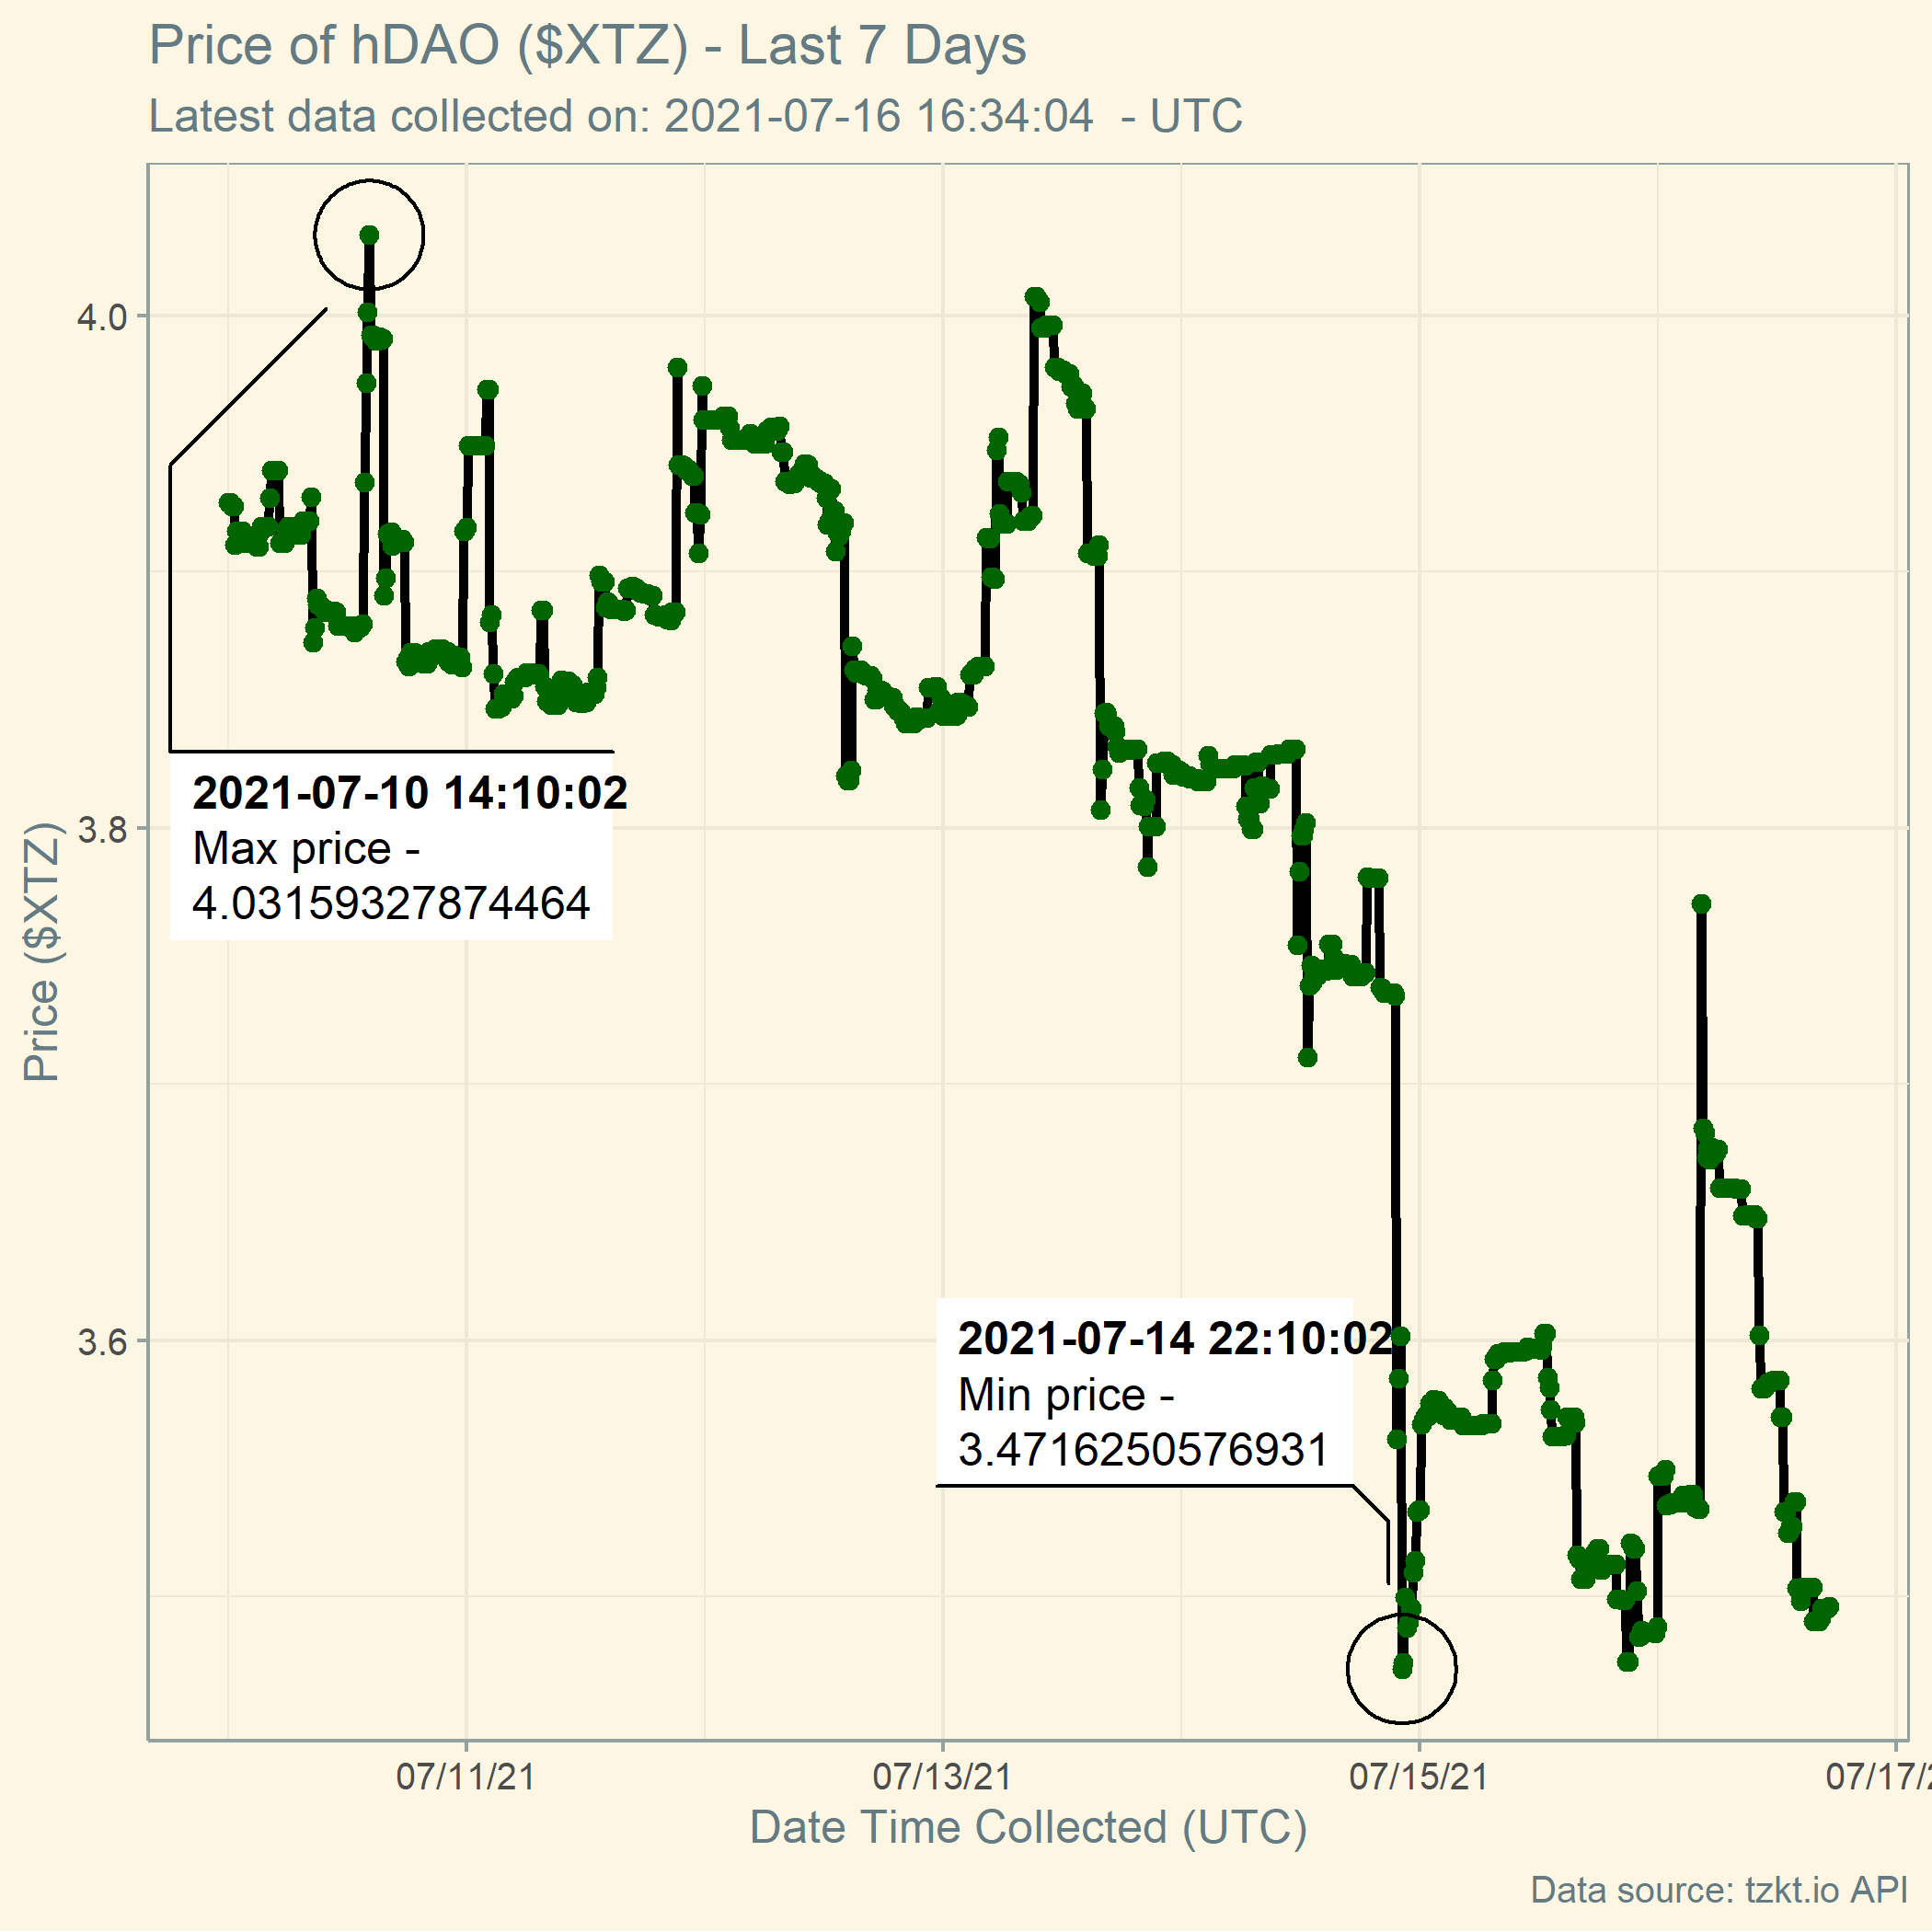 Price of hDAO ($XTZ) - Last 7 Days
Latest data collected on: 2021-07-16 16:34:04  - UTC
4.0
3.8
3.6
Price ($XTZ)
2021-07-10 14:10:02
Max price -
4.03159327874464
2021-07-14 22:10:02
Min price -
3.4716250576931
07/11/21
07/13/21
07/15/21
07/17/2
Date Time Collected (UTC)
Data source: tzkt.io API